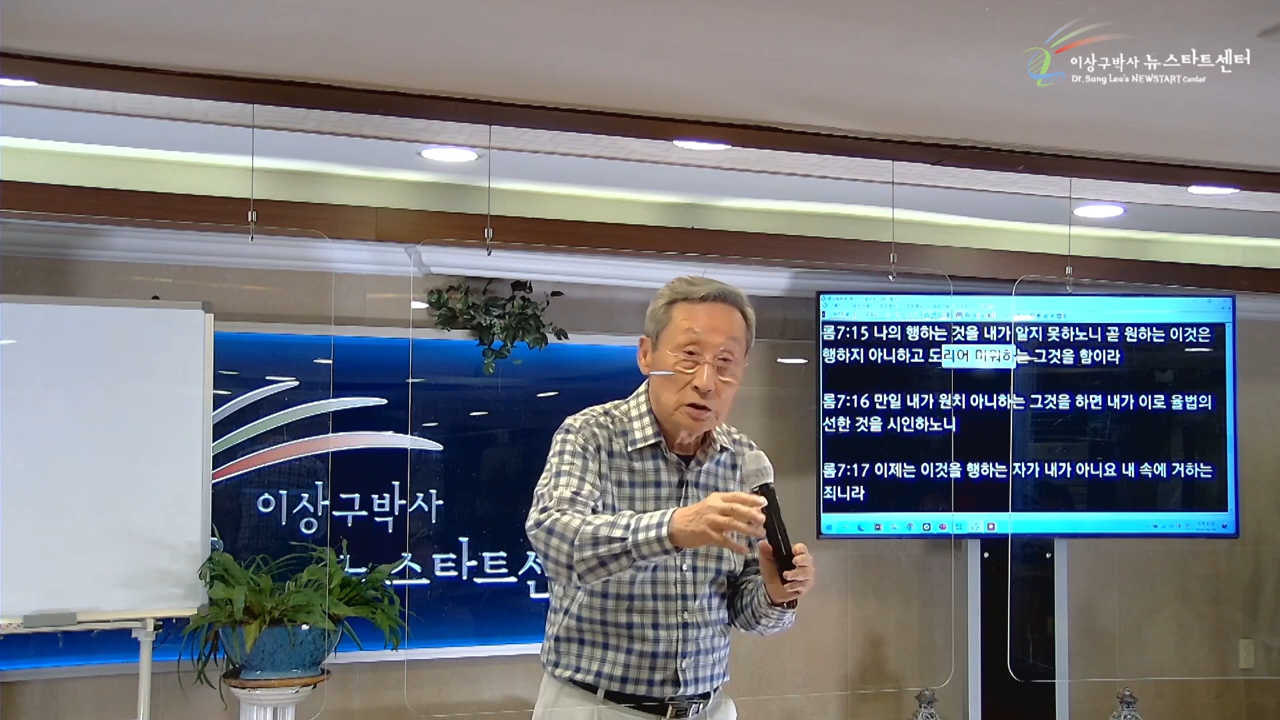 이상구박사 뉴스타트센터
Dr. Sang Lee's NEWSTART Center
롬7:15 나의 행하는 것을 내가 알지 못하노니 곧 원하는 이것은
행하지 아니하고 도리어 미워하는 그것을 함이라
롬7:16 만일 내가 원치 아니하는 그것을 하면 내가 이로 율법의
선한 것을 시인하노니
롬7:17 이제는 이것을 행하는 자가 내가 아니요 내 속에 거하는
죄니라
이상구박사
뉴스타트센